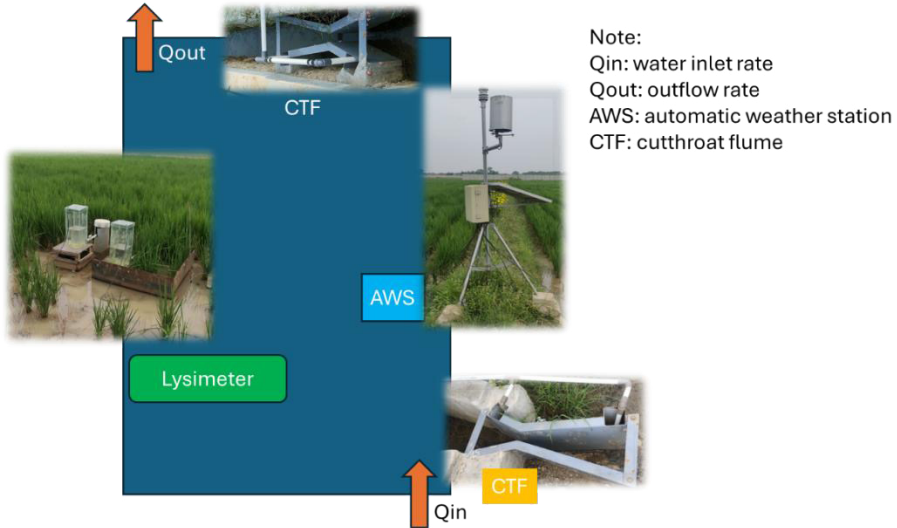 Qout
CTF
Note:
Qin: water inlet rate
Qout: outflow rate
AWS: automatic weather station
CTF: cutthroat flume
AWS
Lysimeter
CTF
Qin